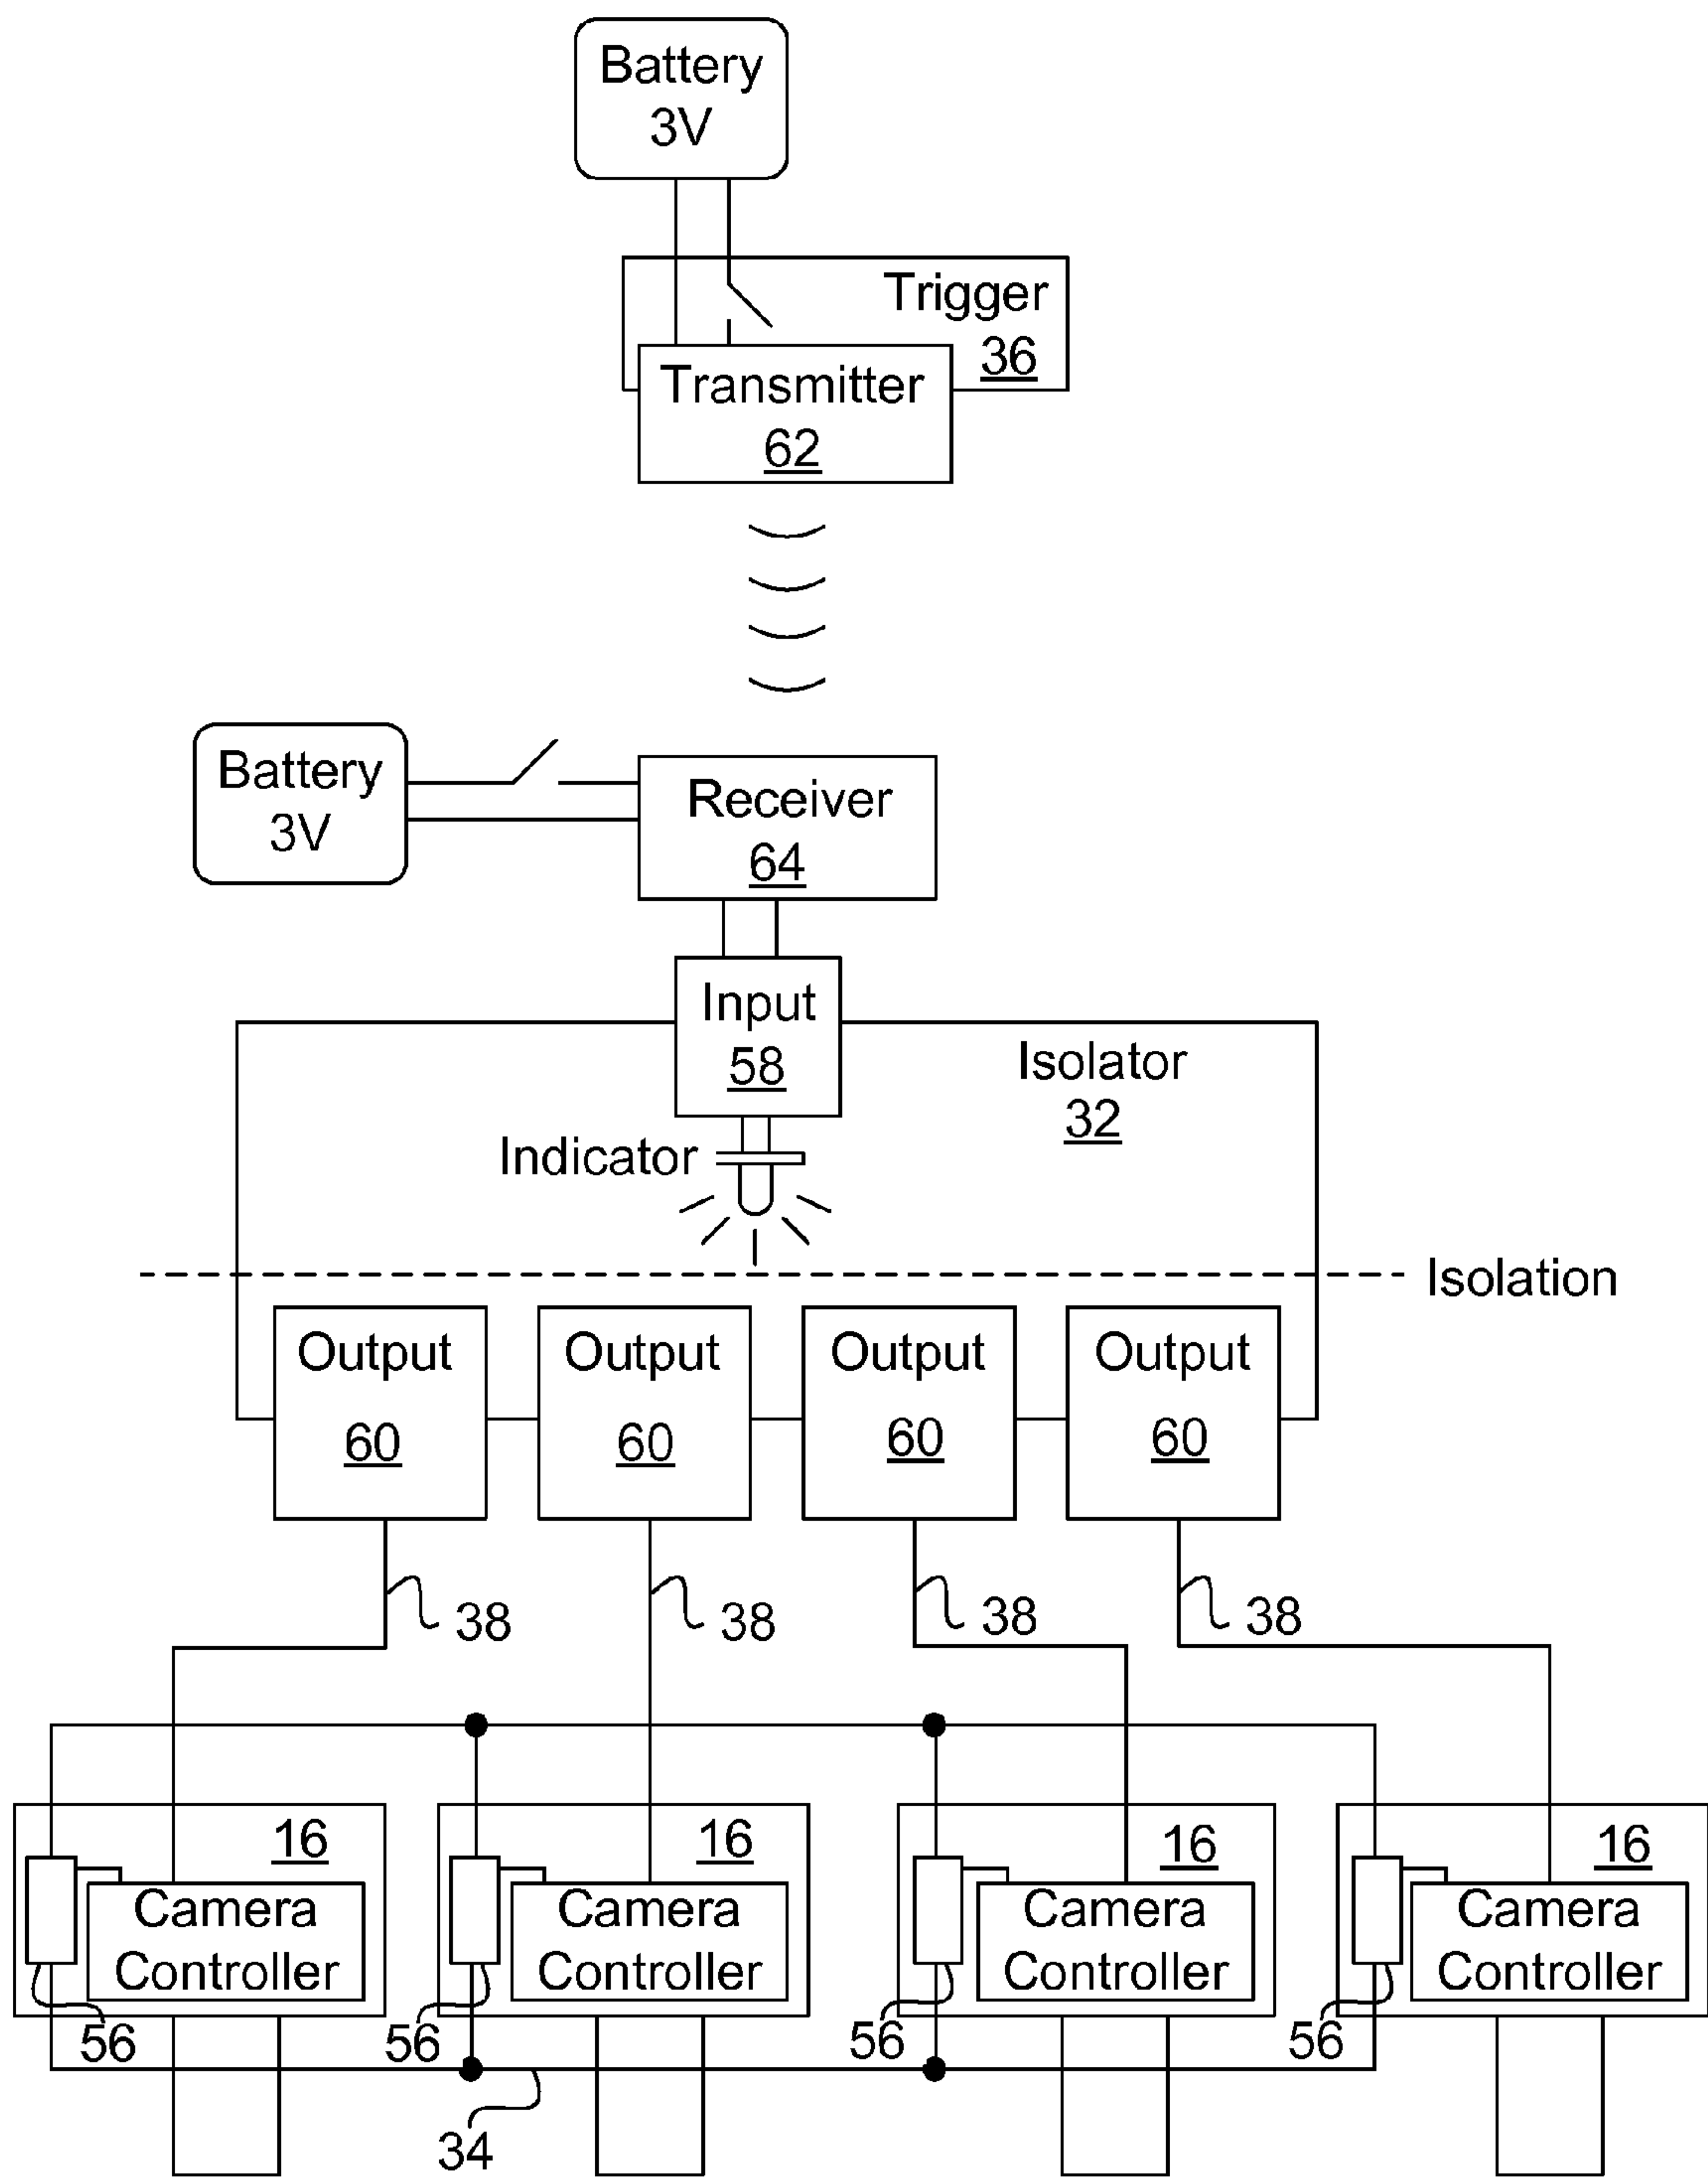 Battery
3V
Trigger
36
Transmitter
62
Battery
3V
Receiver
64
Input
58
Isolator
32
Indicator
Isolation
Output Output Output Output
60 60 60 60
38 38 38 38
16 16 16 16
Camera Camera Camera Camera
Controller Controller Controller Controller
56 56 56 56
34